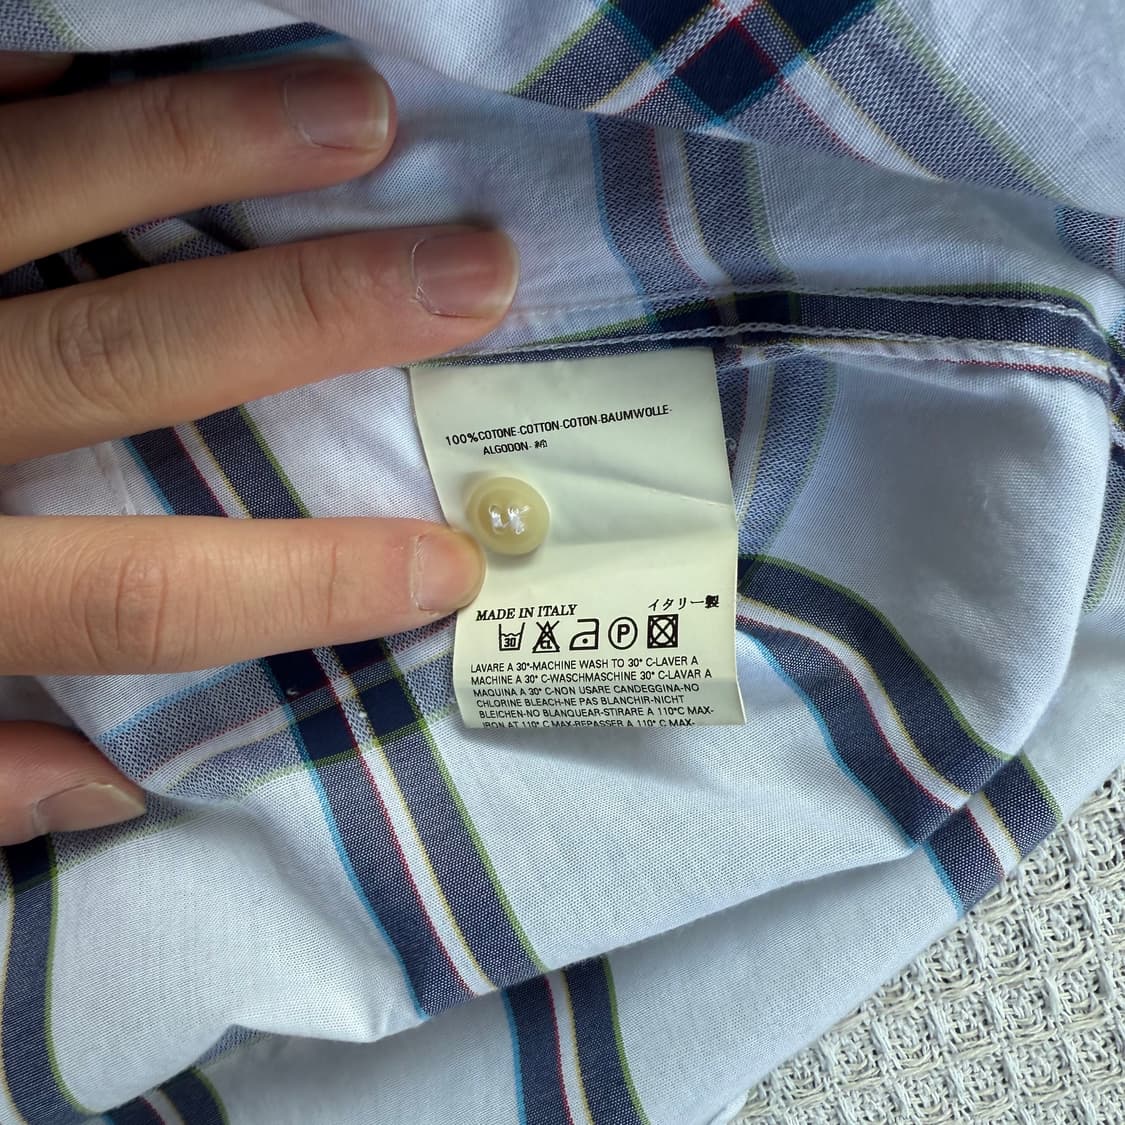 100%COTONE-COTTON-COTON-BAUMWOLLE-
ALGODON- 綿
MADE IN ITALY イタリー製
30 CL P
LAVARE A 30°-MACHINE WASH TO 30° C-LAVER A
MACHINE A 30° C-WASCHMASCHINE 30° C-LAVAR A
MAQUINA A 30° C-NON USARE CANDEGGINA-NO
CHLORINE BLEACH-NE PAS BLANCHIR-NICHT
BLEICHEN-NO BLANQUEAR-STIRARE A 110°C MAX-
IRON AT 110° C MAX-REPASSER A 110° C MAX-